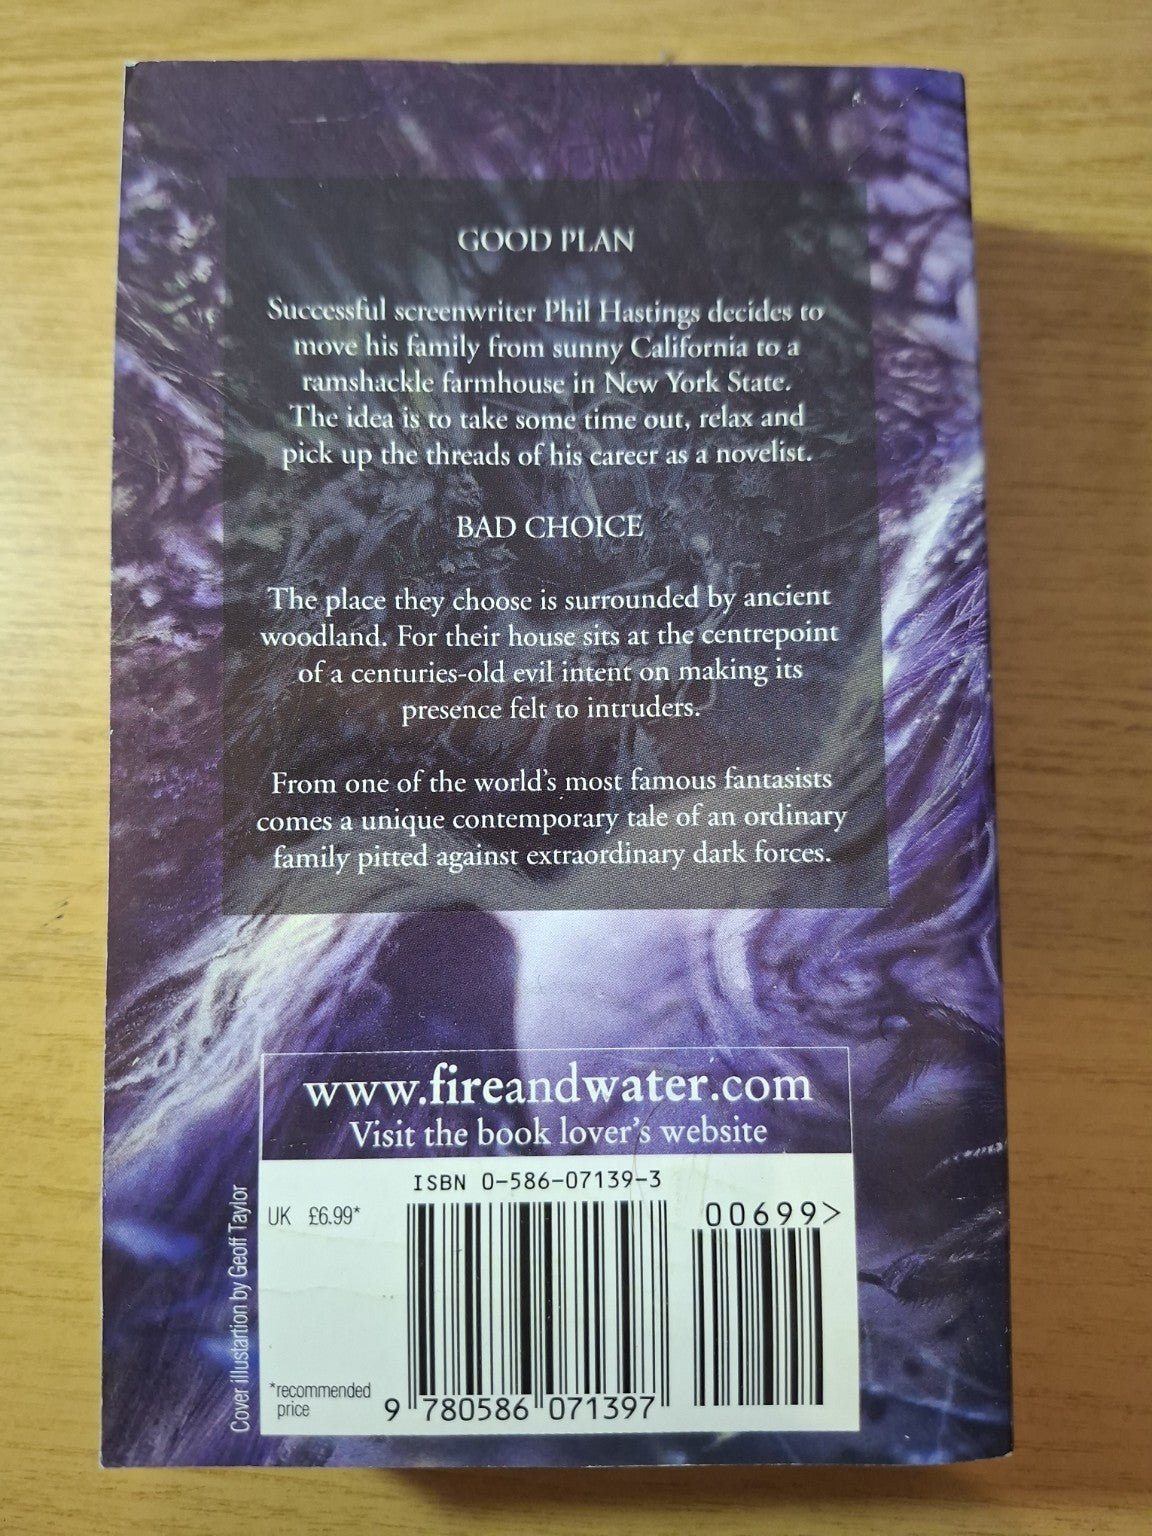 GOOD PLAN
Successful screenwriter Phil Hastings decides to
move his family from sunny California to a
ramshackle farmhouse in New York State.
The idea is to take some time out, relax and
pick up the threads of his career as a novelist.
BAD CHOICE
The place they choose is surrounded by ancient
woodland. For their house sits at the centrepoint
of a centuries-old evil intent on making its
presence felt to intruders.
From one of the world's most famous fantasists
comes a unique contemporary tale of an ordinary
family pitted against extraordinary dark forces.
www.fireandwater.com
Visit the book lover's website
ISBN 0-586-07139-3
UK £6.99*
00699>
*recommended
price
9 780586 071397
Cover illustartion by Geoff Taylor